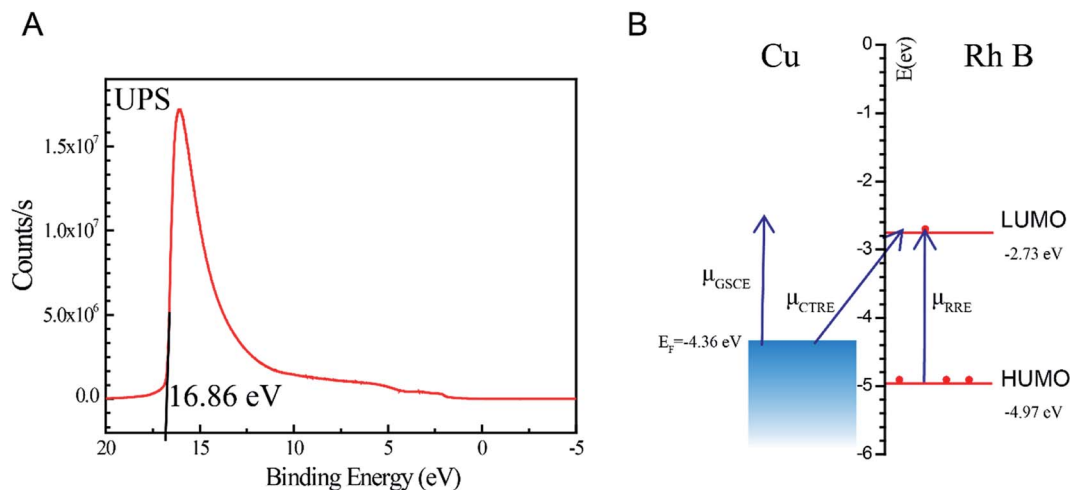 A
UPS
1.5x10⁷
1.0x10⁷
5.0x10⁶
0.0
Counts/s
16.86 eV
20
15
10
5
0
-5
Binding Energy (eV)
B
Cu
E(ev)
Rh B
0
-1
-2
-3
-4
-5
-6
LUMO
-2.73 eV
μGSCE
μCTRE
μRRE
EF=-4.36 eV
HUMO
-4.97 eV